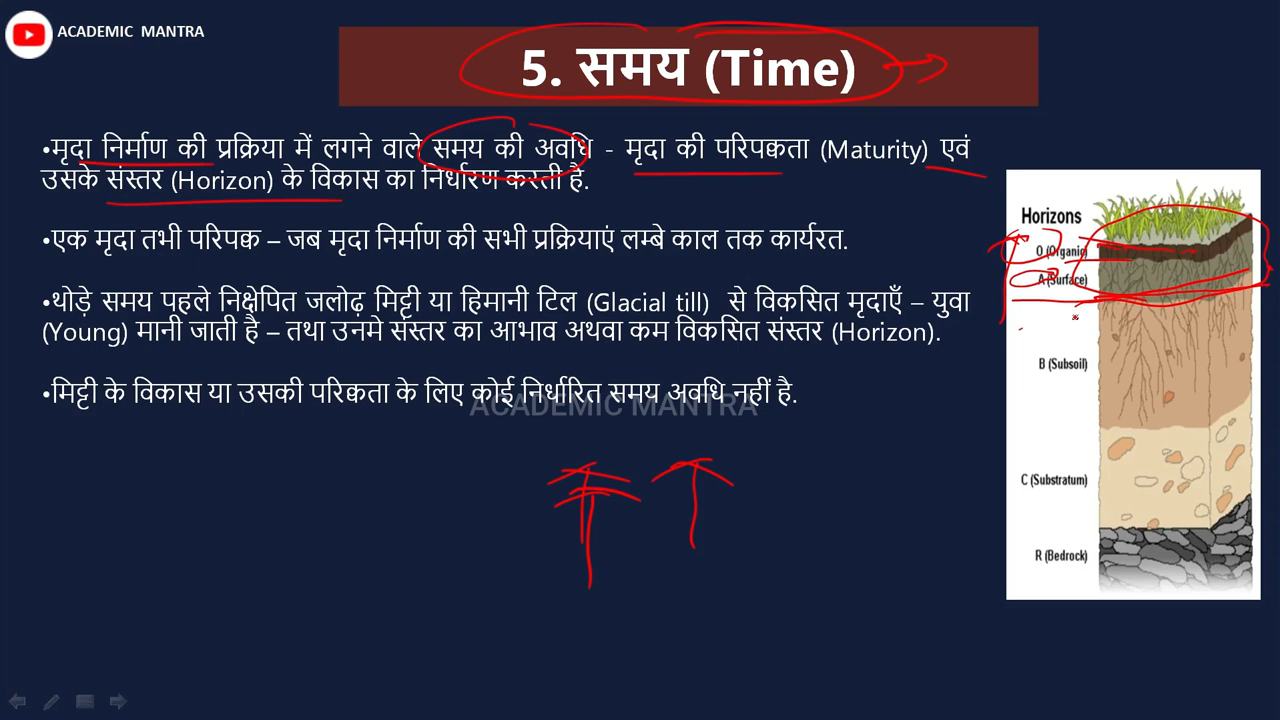 ACADEMIC MANTRA
5. समय (Time)
•मृदा निर्माण की प्रक्रिया में लगने वाले समय की अवधि - मृदा की परिपक्वता (Maturity) एवं
उसके संस्तर (Horizon) के विकास का निर्धारण करती है.
•एक मृदा तभी परिपक्व – जब मृदा निर्माण की सभी प्रक्रियाएं लम्बे काल तक कार्यरत.
•थोड़े समय पहले निक्षेपित जलोढ़ मिट्टी या हिमानी टिल (Glacial till) से विकसित मृदाएँ – युवा
(Young) मानी जाती है – तथा उनमे संस्तर का आभाव अथवा कम विकसित संस्तर (Horizon).
•मिट्टी के विकास या उसकी परिक्वता के लिए कोई निर्धारित समय अवधि नहीं है.
ACADEMIC MANTRA
Horizons
O (Organic)
A (Surface)
B (Subsoil)
C (Substratum)
R (Bedrock)